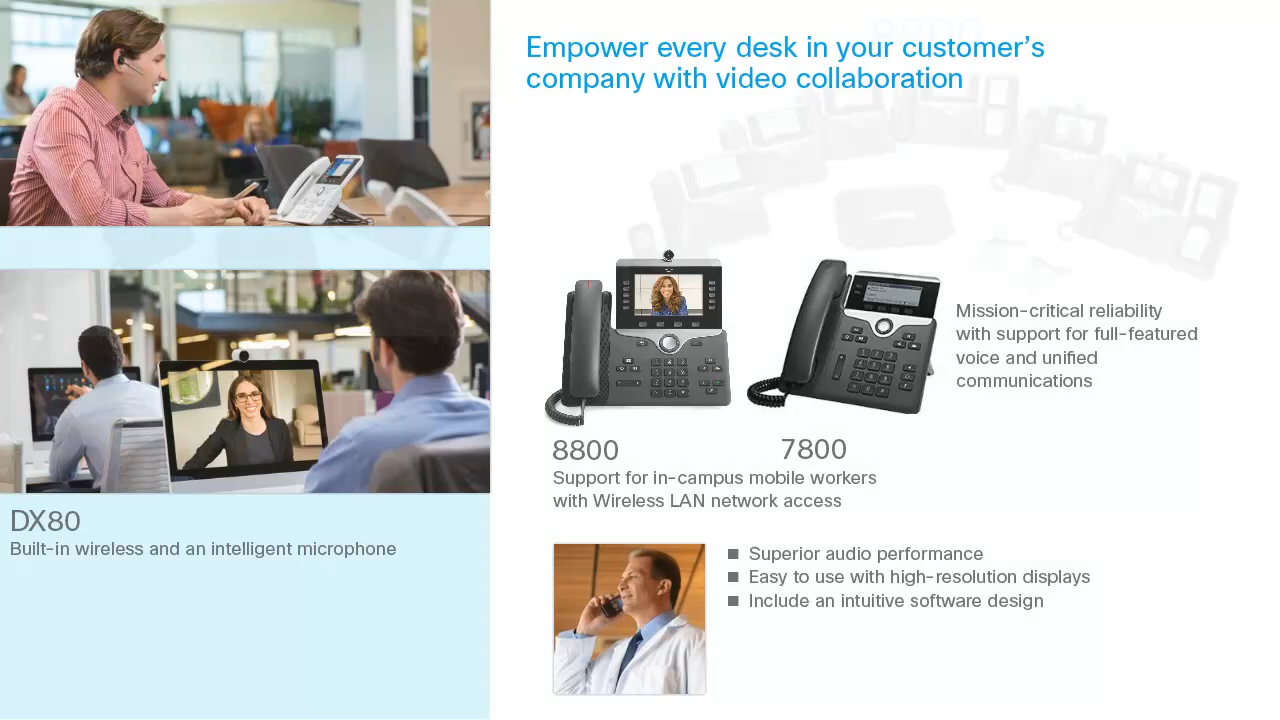 Empower every desk in your customer’s
company with video collaboration
Mission-critical reliability
with support for full-featured
voice and unified
communications
8800
7800
Support for in-campus mobile workers
with Wireless LAN network access
DX80
Built-in wireless and an intelligent microphone
■ Superior audio performance
■ Easy to use with high-resolution displays
■ Include an intuitive software design